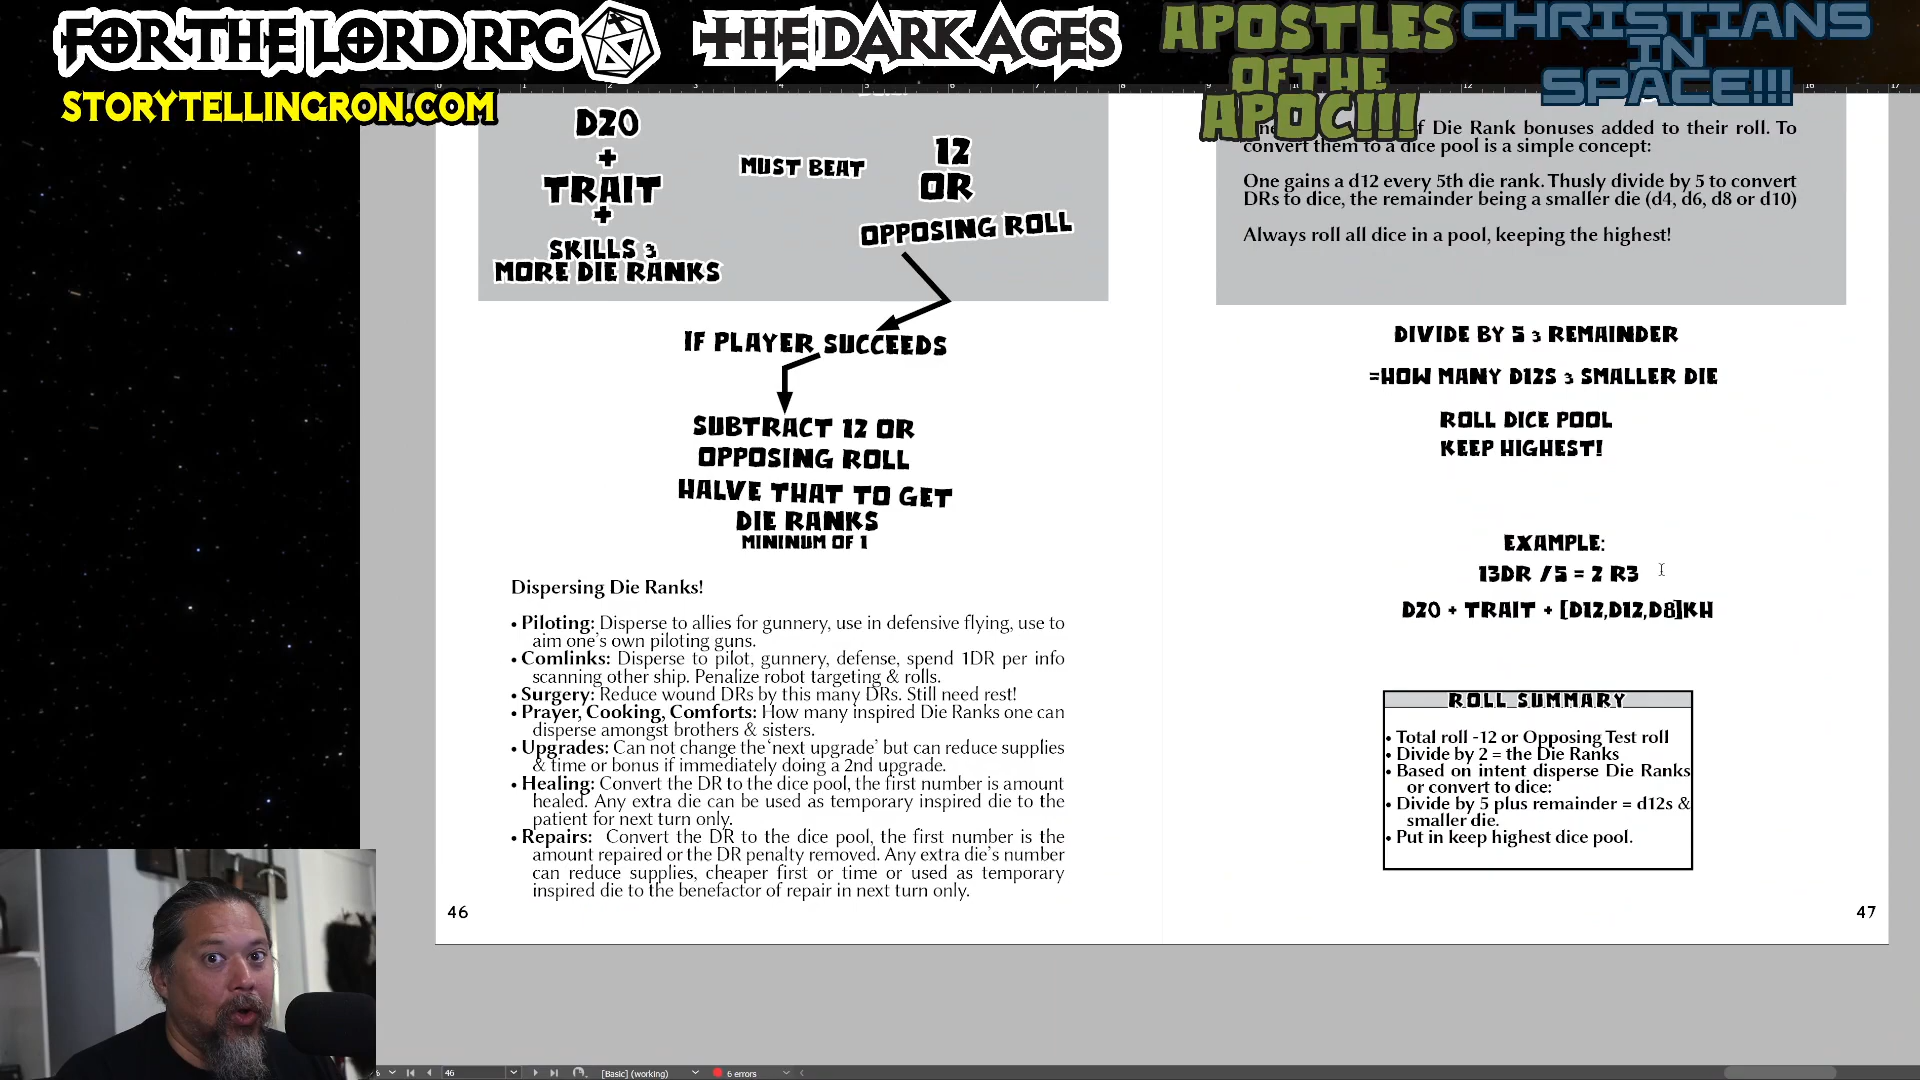 FOR THE LORD RPG
THE DARK AGES
APOSTLES
OF THE
APOC!!!
CHRISTIANS
IN
SPACE!!!
STORYTELLINGRON.COM
D20
+
TRAIT
+
SKILLS &
MORE DIE RANKS
MUST BEAT
12
OR
OPPOSING ROLL
IF PLAYER SUCCEEDS
SUBTRACT 12 OR
OPPOSING ROLL
HALVE THAT TO GET
DIE RANKS
MININUM OF 1
Dispersing Die Ranks!
• Piloting: Disperse to allies for gunnery, use in defensive flying, use to
aim one's own piloting guns.
• Comlinks: Disperse to pilot, gunnery, defense, spend 1DR per info
scanning other ship. Penalize robot targeting & rolls.
• Surgery: Reduce wound DRs by this many DRs. Still need rest!
• Prayer, Cooking, Comforts: How many inspired Die Ranks one can
disperse amongst brothers & sisters.
• Upgrades: Can not change the 'next upgrade' but can reduce supplies
& time or bonus if immediately doing a 2nd upgrade.
• Healing: Convert the DR to the dice pool, the first number is amount
healed. Any extra die can be used as temporary inspired die to the
patient for next turn only.
• Repairs: Convert the DR to the dice pool, the first number is the
amount repaired or the DR penalty removed. Any extra die's number
can reduce supplies, cheaper first or time or used as temporary
inspired die to the benefactor of repair in next turn only.
46
f Die Rank bonuses added to their roll. To
convert them to a dice pool is a simple concept:
One gains a d12 every 5th die rank. Thusly divide by 5 to convert
DRs to dice, the remainder being a smaller die (d4, d6, d8 or d10)
Always roll all dice in a pool, keeping the highest!
DIVIDE BY 5 & REMAINDER
=HOW MANY D12S & SMALLER DIE
ROLL DICE POOL
KEEP HIGHEST!
EXAMPLE:
13DR /5 = 2 R3
D20 + TRAIT + [D12,D12,D8]KH
ROLL SUMMARY
• Total roll -12 or Opposing Test roll
• Divide by 2 = the Die Ranks
• Based on intent disperse Die Ranks
or convert to dice:
• Divide by 5 plus remainder = d12s &
smaller die.
• Put in keep highest dice pool.
47
46
[Basic] (working)
6 errors